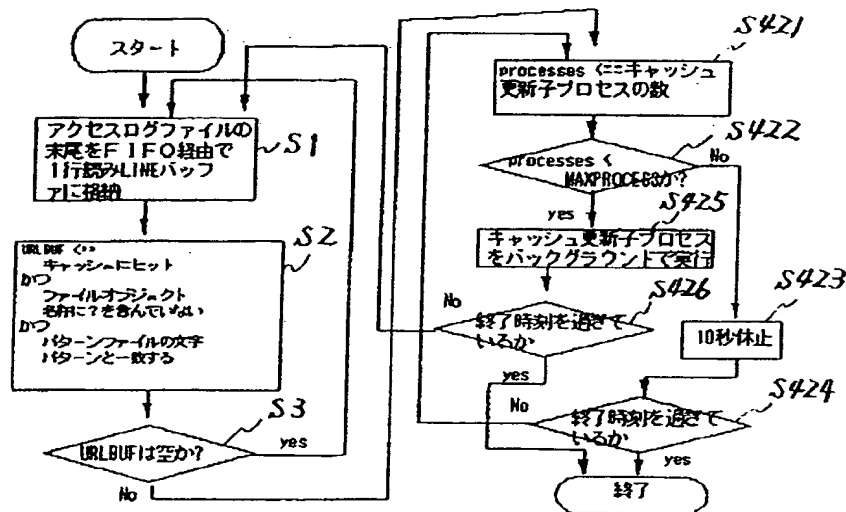 スタート
アクセスログファイルの
末尾をFIFO経由で
1行読みLINEバッフ
ァに格納
S1
URLBUF <==
キャッシュにヒット
かつ
ファイルオブジェクト
名前に?を含んでいない
かつ
パターンファイルの文字
パターンと一致する
S2
URLBUFは空か?
S3
yes
No
processes <==キャッシュ
更新子プロセスの数
S421
processes <
MAXPROCESSか?
S422
No
yes
キャッシュ更新子プロセス
をバックグラウンドで実行
S425
終了時刻を過ぎて
いるか
S426
No
yes
10秒休止
S423
終了時刻を過ぎて
いるか
S424
No
yes
終了